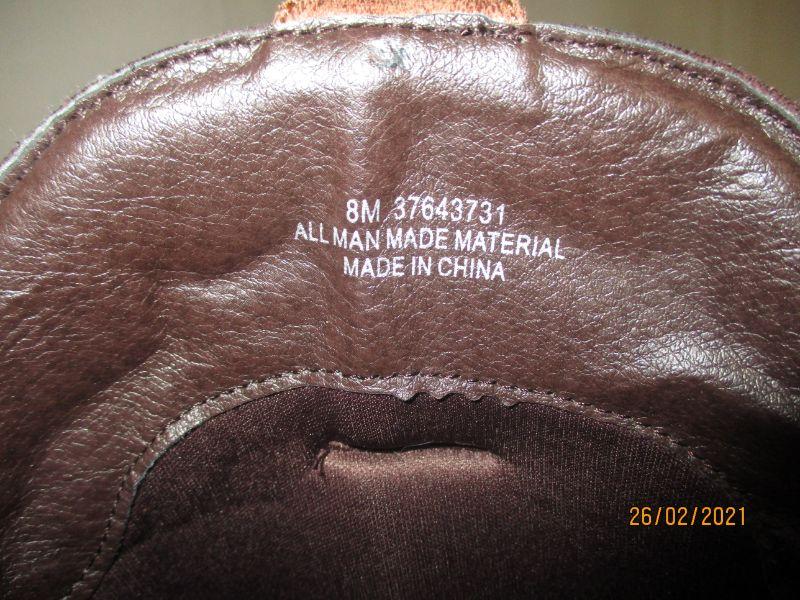 8M 37643731
ALL MAN MADE MATERIAL
MADE IN CHINA
26/02/2021